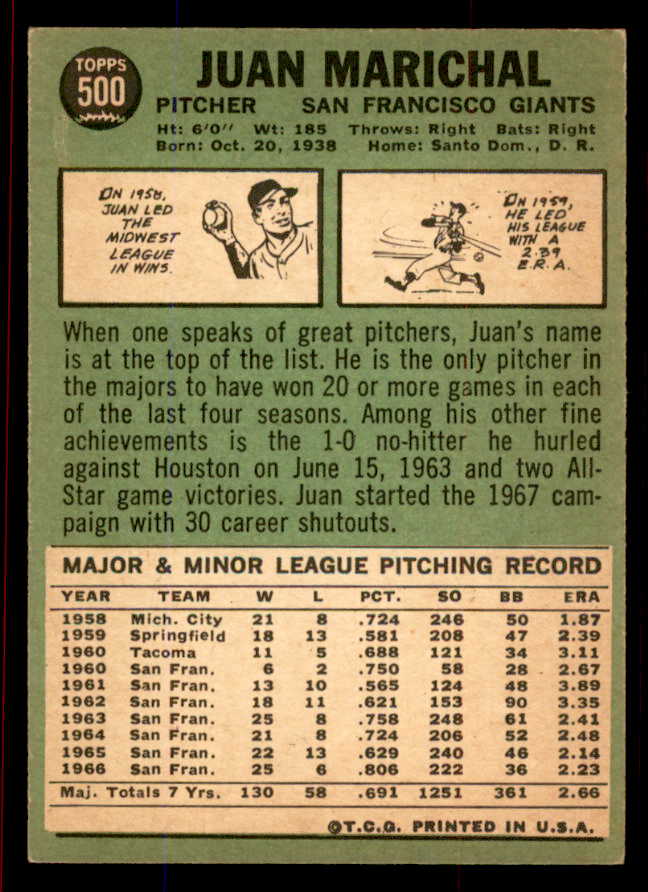 TOPPS
500
JUAN MARICHAL
PITCHER SAN FRANCISCO GIANTS
Ht: 6'0" Wt: 185 Throws: Right Bats: Right
Born: Oct. 20, 1938 Home: Santo Dom., D. R.
ON 1958,
JUAN LED
THE
MIDWEST
LEAGUE
IN WINS.
ON 1959,
HE LED
HIS LEAGUE
WITH A
2.39
E.R.A.
When one speaks of great pitchers, Juan's name
is at the top of the list. He is the only pitcher in
the majors to have won 20 or more games in each
of the last four seasons. Among his other fine
achievements is the 1-0 no-hitter he hurled
against Houston on June 15, 1963 and two All-
Star game victories. Juan started the 1967 cam-
paign with 30 career shutouts.
MAJOR & MINOR LEAGUE PITCHING RECORD
YEAR TEAM W L PCT. SO BB ERA
1958 Mich. City 21 8 .724 246 50 1.87
1959 Springfield 18 13 .581 208 47 2.39
1960 Tacoma 11 5 .688 121 34 3.11
1960 San Fran. 6 2 .750 58 28 2.67
1961 San Fran. 13 10 .565 124 48 3.89
1962 San Fran. 18 11 .621 153 90 3.35
1963 San Fran. 25 8 .758 248 61 2.41
1964 San Fran. 21 8 .724 206 52 2.48
1965 San Fran. 22 13 .629 240 46 2.14
1966 San Fran. 25 6 .806 222 36 2.23
Maj. Totals 7 Yrs. 130 58 .691 1251 361 2.66
©T.C.G. PRINTED IN U.S.A.